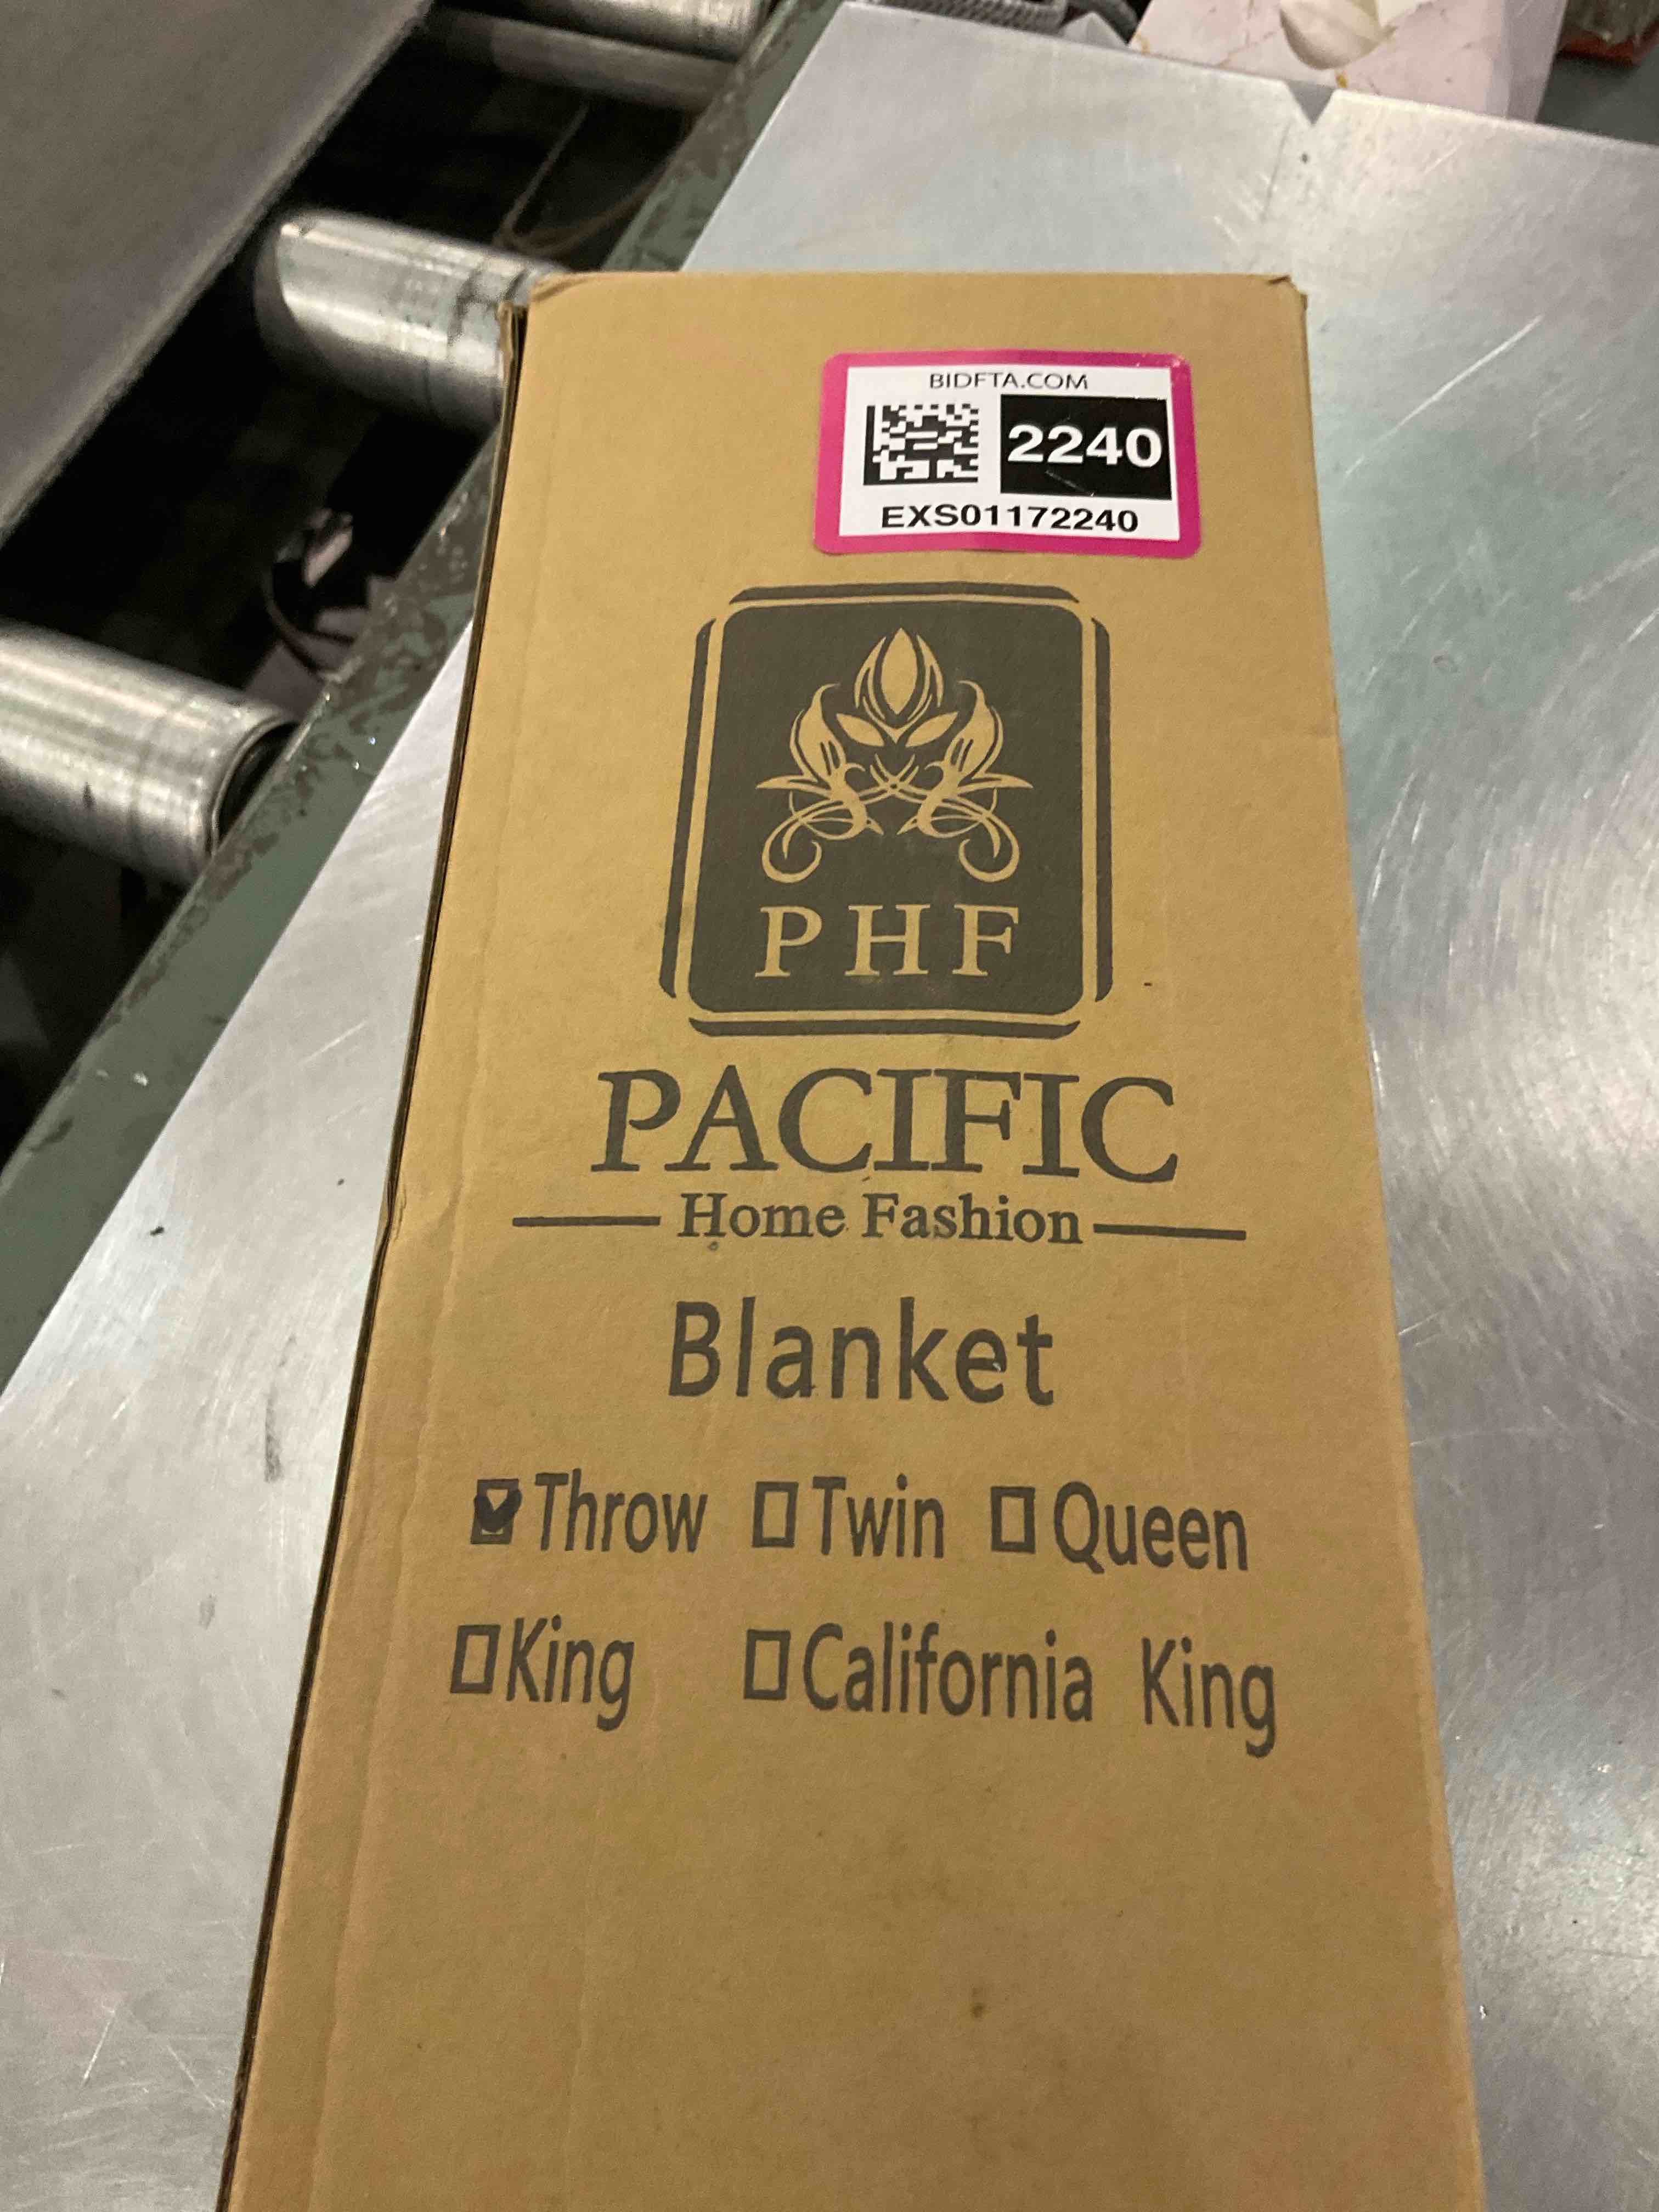 BIDFTA.COM
2240
EXS01172240
PHF
PACIFIC
Home Fashion
Blanket
☑Throw ☐Twin ☐Queen
☐King ☐California King